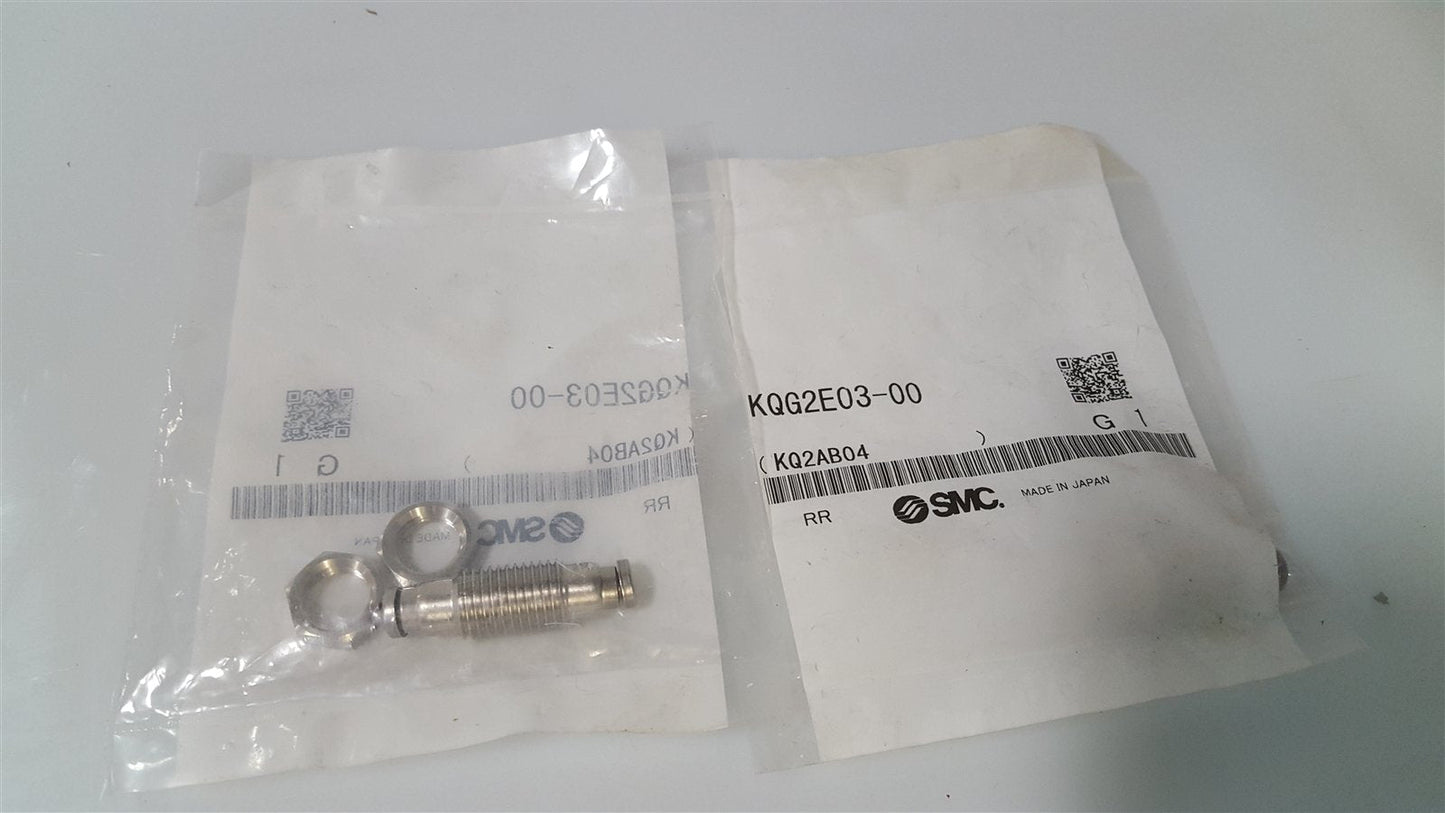 KQG2E03-00
G 1
( KQ2AB04 )
RR SMC. MADE IN JAPAN
KQG2E03-00
G 1
( KQ2AB04 )
RR SMC MADE IN JAPAN